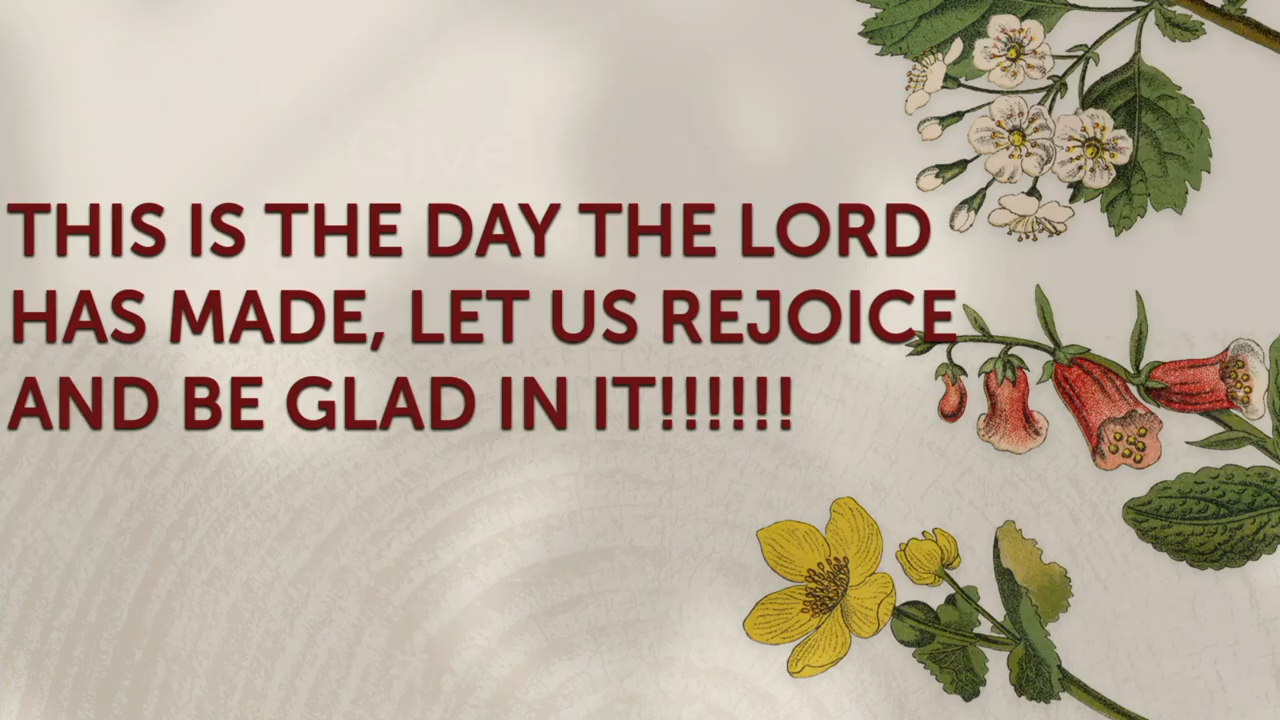 THIS IS THE DAY THE LORD
HAS MADE, LET US REJOICE
AND BE GLAD IN IT!!!!!!